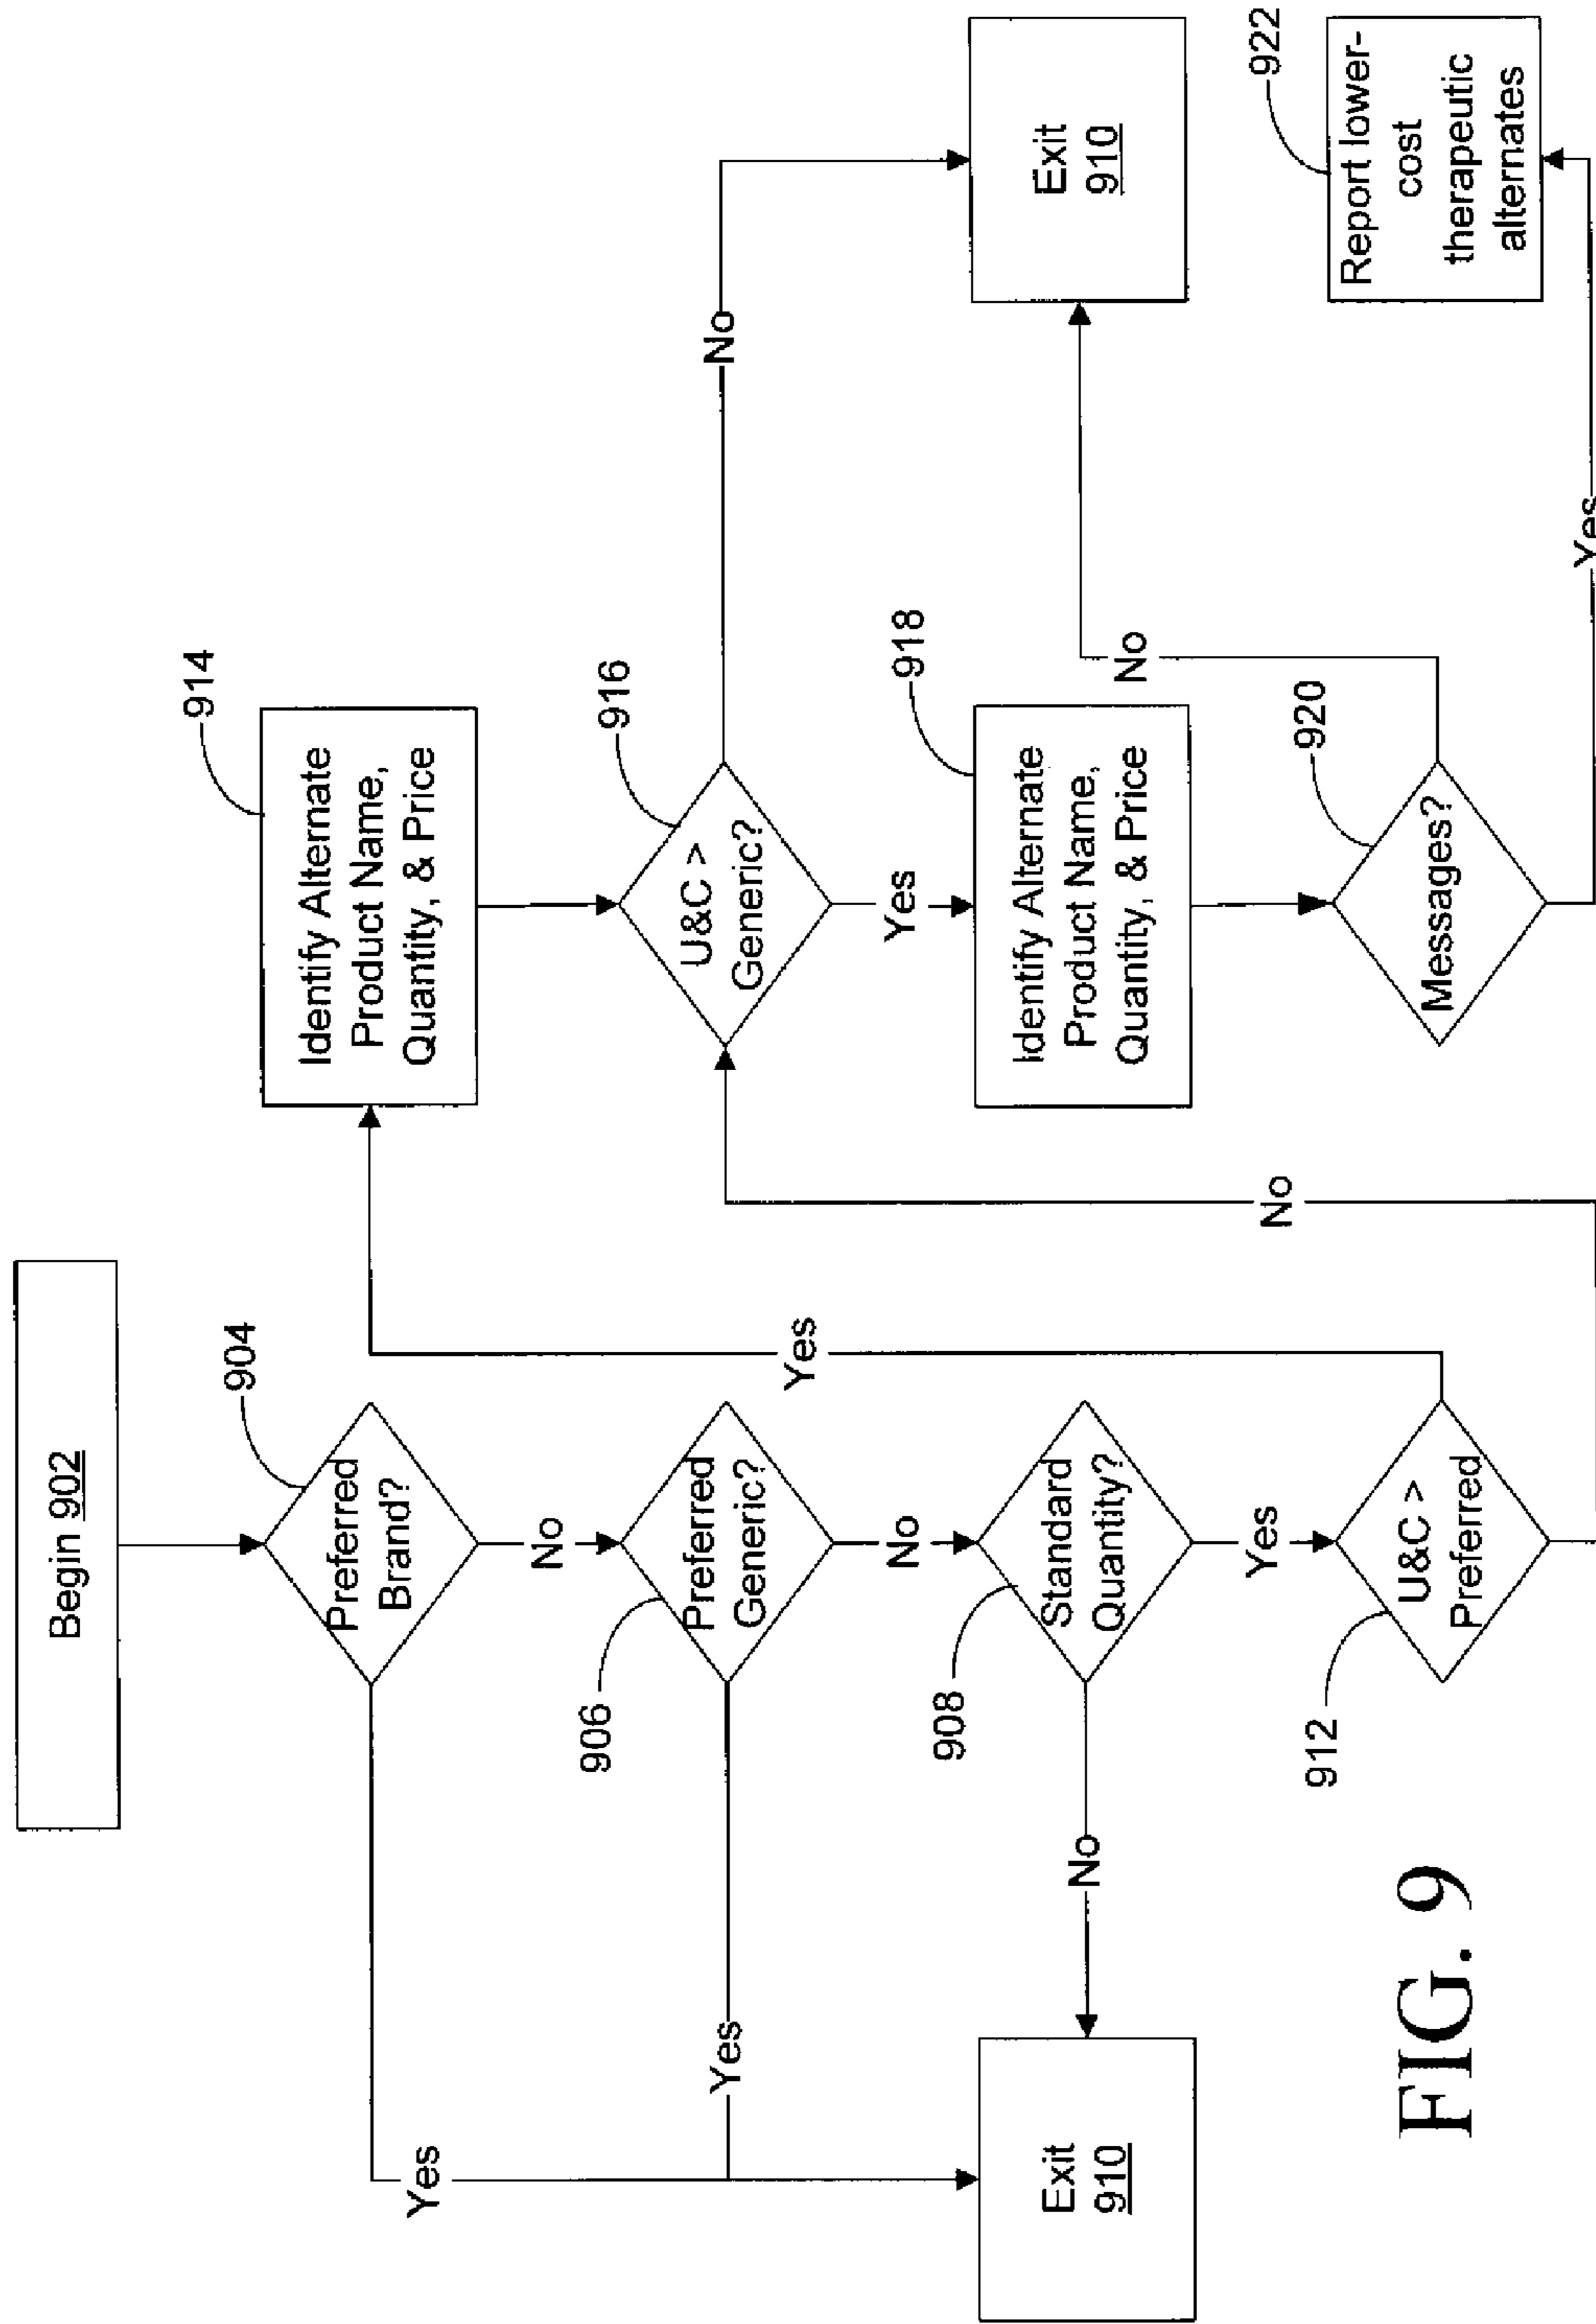 Begin 902
904
Preferred
Brand?
Yes
No
906
Preferred
Generic?
Yes
No
908
Standard
Quantity?
No
Yes
Exit
910
912
U&C >
Preferred
Yes
No
914
Identify Alternate
Product Name,
Quantity, & Price
916
U&C >
Generic?
No
Yes
918
Identify Alternate
Product Name,
Quantity, & Price
920
Messages?
No
Yes
Exit
910
922
Report lower-
cost
therapeutic
alternates
FIG. 9